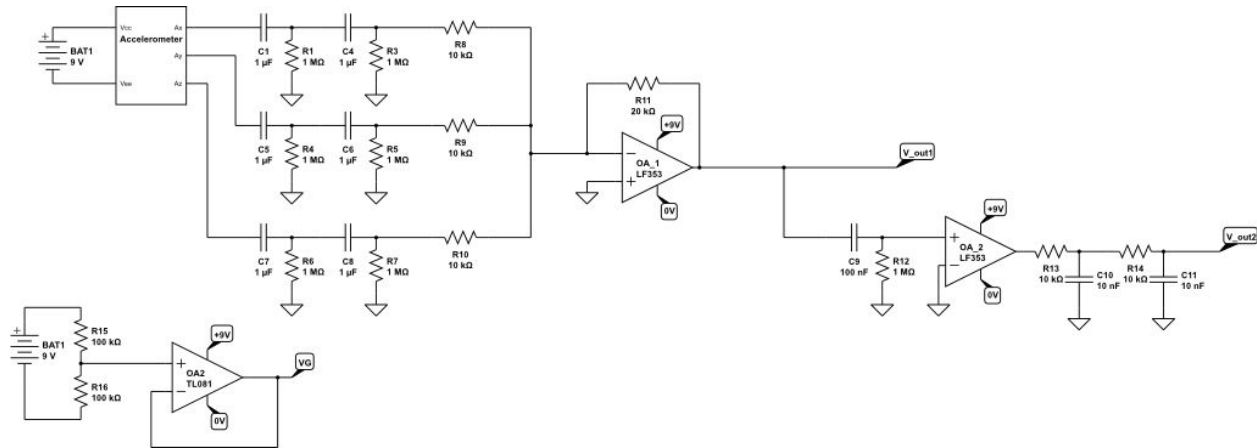 BAT1
9 V
Vcc
Vee
Accelerometer
Ax
Ay
Az
C1
1 µF
R1
1 MΩ
C4
1 µF
R3
1 MΩ
R8
10 kΩ
C5
1 µF
R4
1 MΩ
C6
1 µF
R5
1 MΩ
R9
10 kΩ
C7
1 µF
R6
1 MΩ
C8
1 µF
R7
1 MΩ
R10
10 kΩ
R11
20 kΩ
+9V
OA_1
LF353
0V
V_out1
C9
100 nF
R12
1 MΩ
+9V
OA_2
LF353
0V
R13
10 kΩ
C10
10 nF
R14
10 kΩ
C11
10 nF
V_out2
BAT1
9 V
R15
100 kΩ
R16
100 kΩ
+9V
OA2
TL081
0V
VG